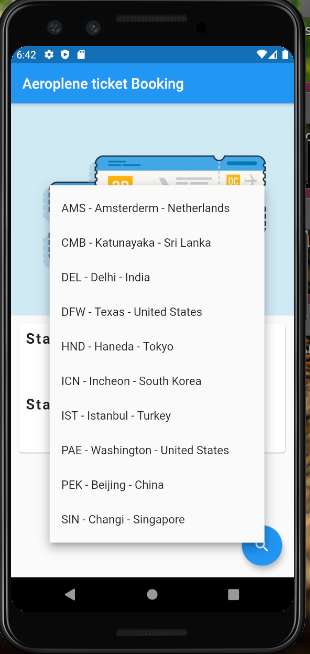 6:42
Aeroplene ticket Booking
AMS - Amsterderm - Netherlands
CMB - Katunayaka - Sri Lanka
DEL - Delhi - India
DFW - Texas - United States
HND - Haneda - Tokyo
Sta
ICN - Incheon - South Korea
IST - Istanbul - Turkey
Sta
PAE - Washington - United States
PEK - Beijing - China
SIN - Changi - Singapore